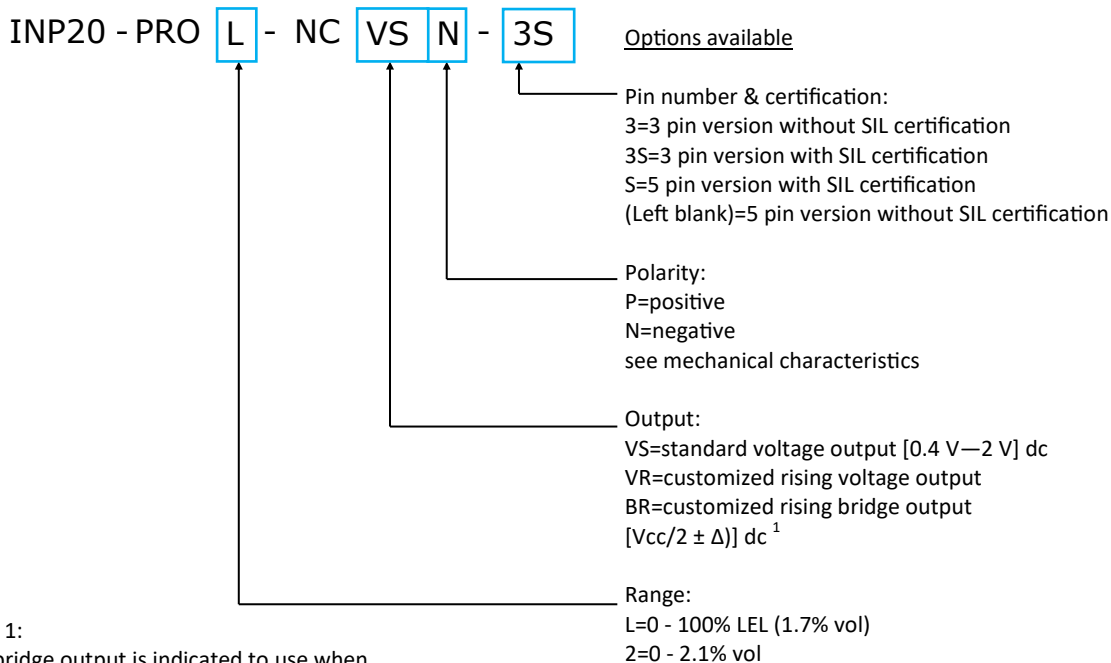 INP20 - PRO L - NC VS N - 3S
Options available
Pin number & certification:
3=3 pin version without SIL certification
3S=3 pin version with SIL certification
S=5 pin version with SIL certification
(Left blank)=5 pin version without SIL certification
Polarity:
P=positive
N=negative
see mechanical characteristics
Output:
VS=standard voltage output [0.4 V—2 V] dc
VR=customized rising voltage output
BR=customized rising bridge output
[Vcc/2 ± Δ)] dc 1
Range:
L=0 - 100% LEL (1.7% vol)
2=0 - 2.1% vol
1:
bridge output is indicated to use when